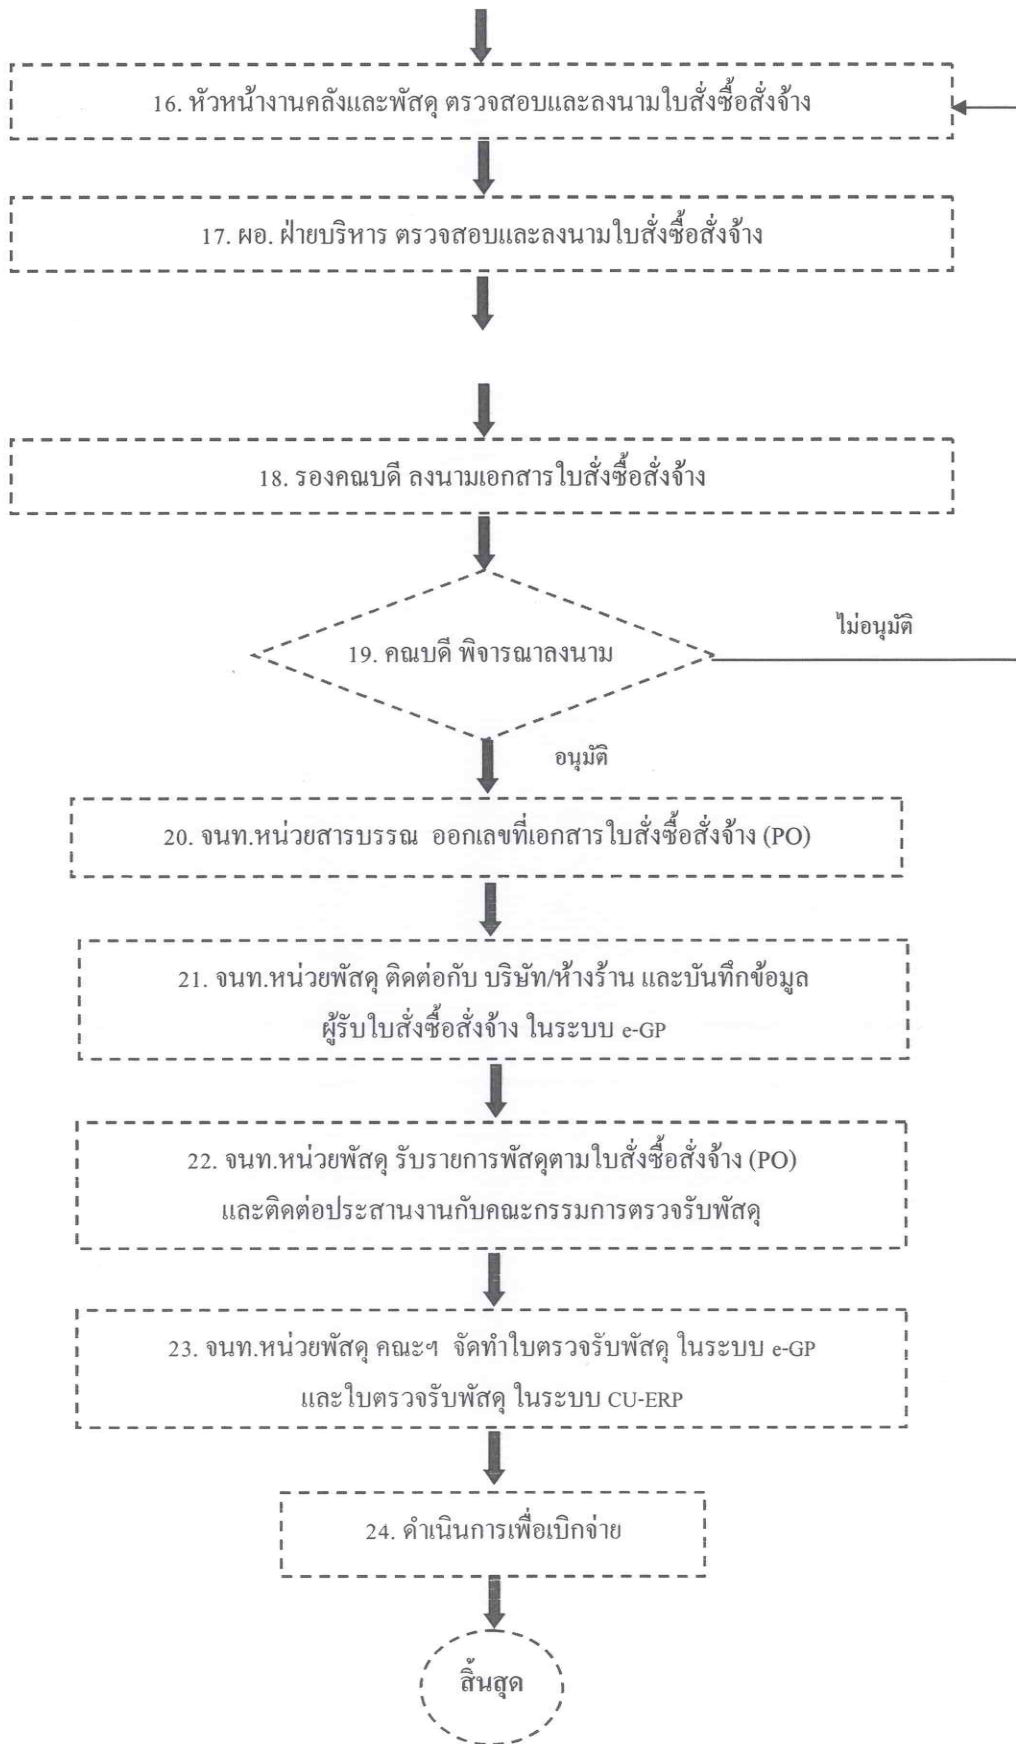 16. หัวหน้างานคลังและพัสดุ ตรวจสอบและลงนามใบสั่งซื้อสั่งจ้าง
17. ผอ. ฝ่ายบริหาร ตรวจสอบและลงนามใบสั่งซื้อสั่งจ้าง
18. รองคณบดี ลงนามเอกสารใบสั่งซื้อสั่งจ้าง
ไม่อนุมัติ
19. คณบดี พิจารณาลงนาม
อนุมัติ
20. จนท.หน่วยสารบรรณ ออกเลขที่เอกสารใบสั่งซื้อสั่งจ้าง (PO)
21. จนท.หน่วยพัสดุ ติดต่อกับ บริษัท/ห้างร้าน และบันทึกข้อมูล
ผู้รับใบสั่งซื้อสั่งจ้าง ในระบบ e-GP
22. จนท.หน่วยพัสดุ รับรายการพัสดุตามใบสั่งซื้อสั่งจ้าง (PO)
และติดต่อประสานงานกับคณะกรรมการตรวจรับพัสดุ
23. จนท.หน่วยพัสดุ คณะฯ จัดทำใบตรวจรับพัสดุ ในระบบ e-GP
และใบตรวจรับพัสดุ ในระบบ CU-ERP
24. ดำเนินการเพื่อเบิกจ่าย
สิ้นสุด